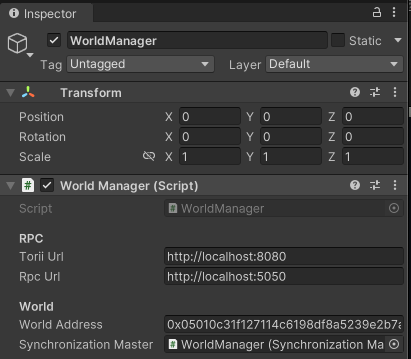 Inspector
WorldManager Static
Tag Untagged Layer Default
Transform
Position X 0 Y 0 Z 0
Rotation X 0 Y 0 Z 0
Scale X 1 Y 1 Z 1
# World Manager (Script)
Script # WorldManager
RPC
Torii Url http://localhost:8080
Rpc Url http://localhost:5050
World
World Address 0x05010c31f127114c6198df8a5239e2b7a
Synchronization Master # WorldManager (Synchronization Ma